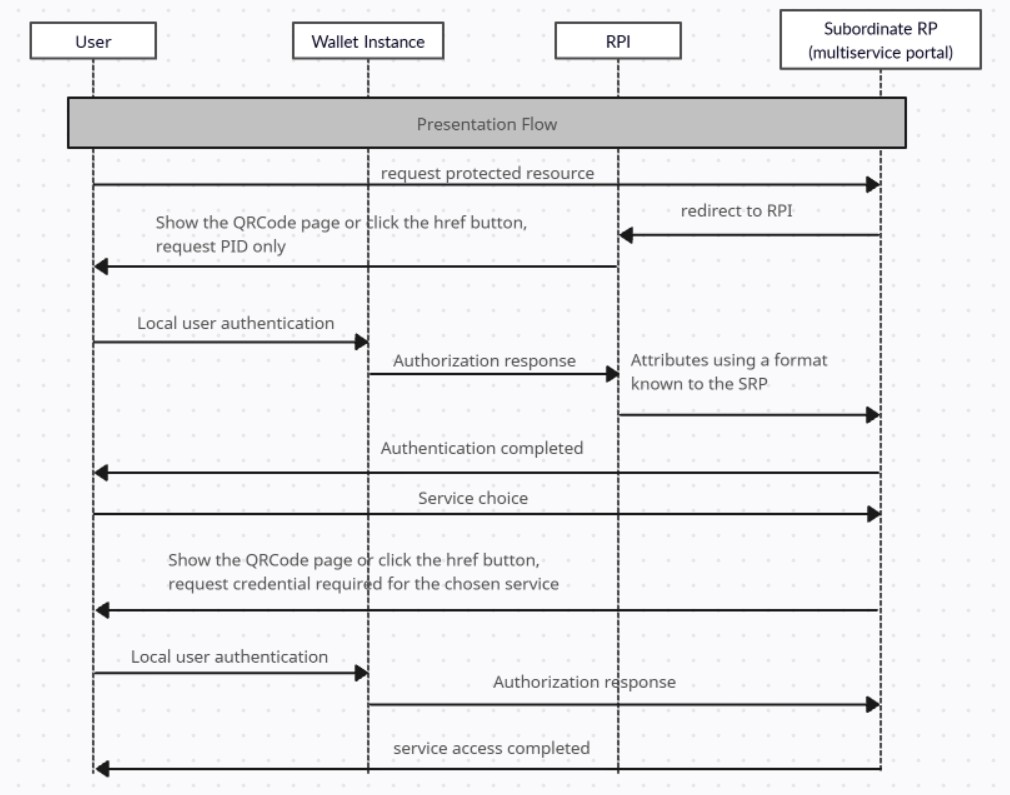 User
Wallet Instance
RPI
Subordinate RP
(multiservice portal)
Presentation Flow
request protected resource
redirect to RPI
Show the QRCode page or click the href button,
request PID only
Local user authentication
Authorization response
Attributes using a format
known to the SRP
Authentication completed
Service choice
Show the QRCode page or click the href button,
request credential required for the chosen service
Local user authentication
Authorization response
service access completed